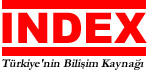 INDEX
Türkiye'nin Bilişim Kaynağı